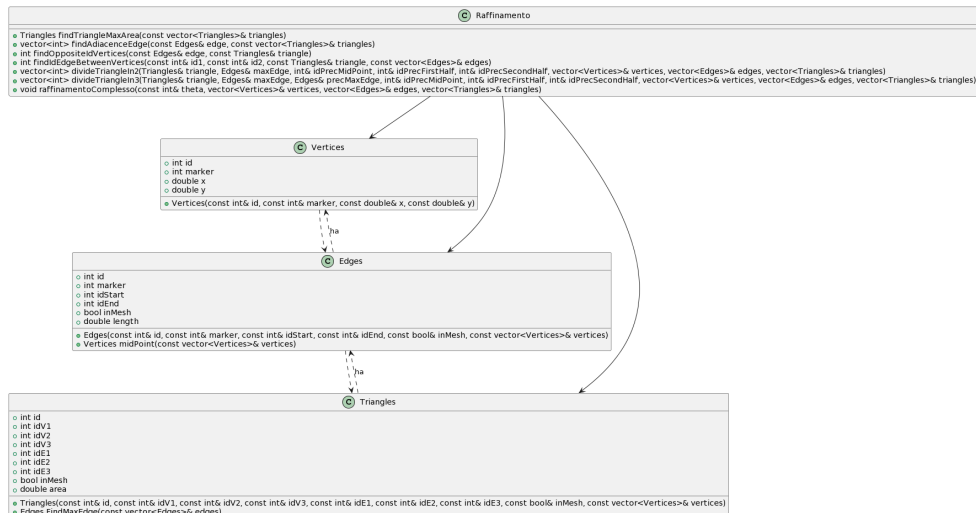 C Raffinamento
Triangles findTriangleMaxArea(const vector<Triangles>& triangles)
vector<int> findAdiacenceEdge(const Edges& edge, const vector<Triangles>& triangles)
int findOppositeIdVertices(const Edges& edge, const Triangles& triangle)
int findIdEdgeBetweenVertices(const int& id1, const int& id2, const Triangles& triangle, const vector<Edges>& edges)
vector<int> divideTriangleIn2(Triangles& triangle, Edges& maxEdge, int& idPrecMidPoint, int& idPrecFirstHalf, int& idPrecSecondHalf, vector<Vertices>& vertices, vector<Edges>& edges, vector<Triangles>& triangles)
vector<int> divideTriangleIn3(Triangles& triangle, Edges& maxEdge, Edges& precMaxEdge, int& idPrecMidPoint, int& idPrecFirstHalf, int& idPrecSecondHalf, vector<Vertices>& vertices, vector<Edges>& edges, vector<Triangles>& triangles)
void raffinamentoComplesso(const int& theta, vector<Vertices>& vertices, vector<Edges>& edges, vector<Triangles>& triangles)
C Vertices
int id
int marker
double x
double y
Vertices(const int& id, const int& marker, const double& x, const double& y)
ha
C Edges
int id
int marker
int idStart
int idEnd
bool inMesh
double length
Edges(const int& id, const int& marker, const int& idStart, const int& idEnd, const bool& inMesh, const vector<Vertices>& vertices)
Vertices midPoint(const vector<Vertices>& vertices)
ha
C Triangles
int id
int idV1
int idV2
int idV3
int idE1
int idE2
int idE3
bool inMesh
double area
Triangles(const int& id, const int& idV1, const int& idV2, const int& idV3, const int& idE1, const int& idE2, const int& idE3, const bool& inMesh, const vector<Vertices>& vertices)
Edges FindMaxEdge(const vector<Edges>& edges)